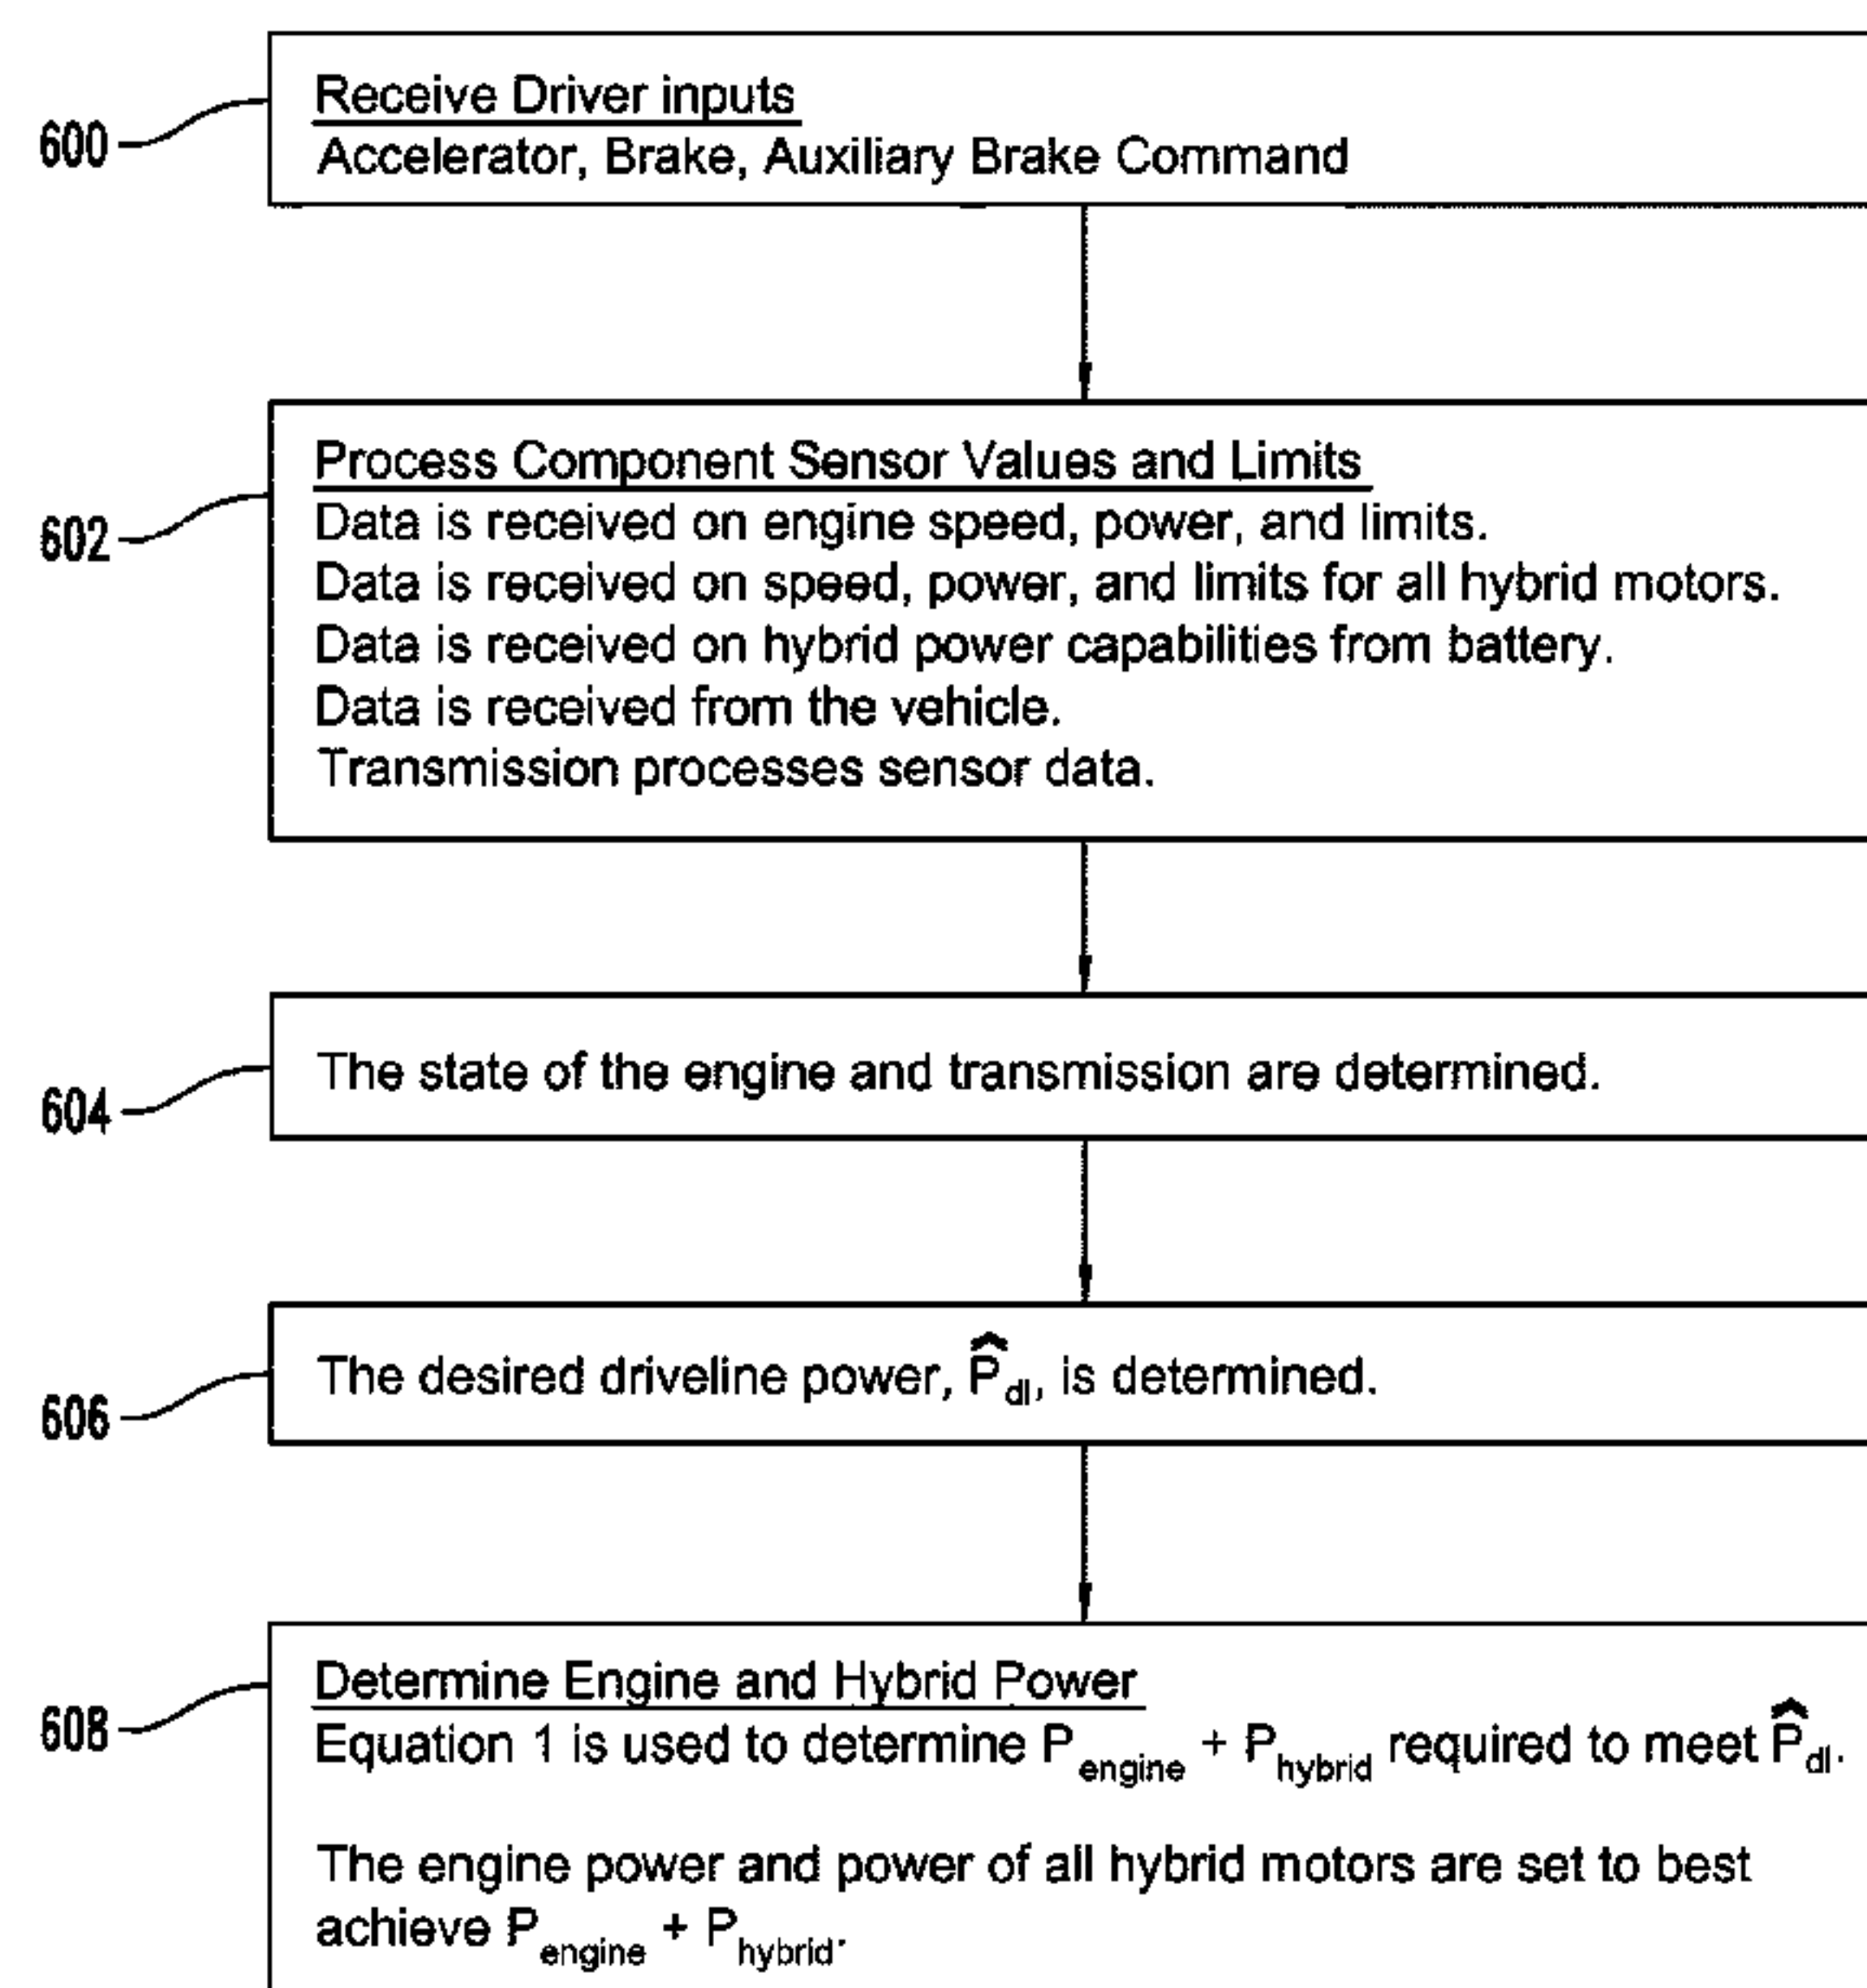 600
Receive Driver inputs
Accelerator, Brake, Auxiliary Brake Command
602
Process Component Sensor Values and Limits
Data is received on engine speed, power, and limits.
Data is received on speed, power, and limits for all hybrid motors.
Data is received on hybrid power capabilities from battery.
Data is received from the vehicle.
Transmission processes sensor data.
604
The state of the engine and transmission are determined.
606
The desired driveline power, P̂dl, is determined.
608
Determine Engine and Hybrid Power
Equation 1 is used to determine Pengine + Phybrid required to meet P̂dl.
The engine power and power of all hybrid motors are set to best
achieve Pengine + Phybrid.